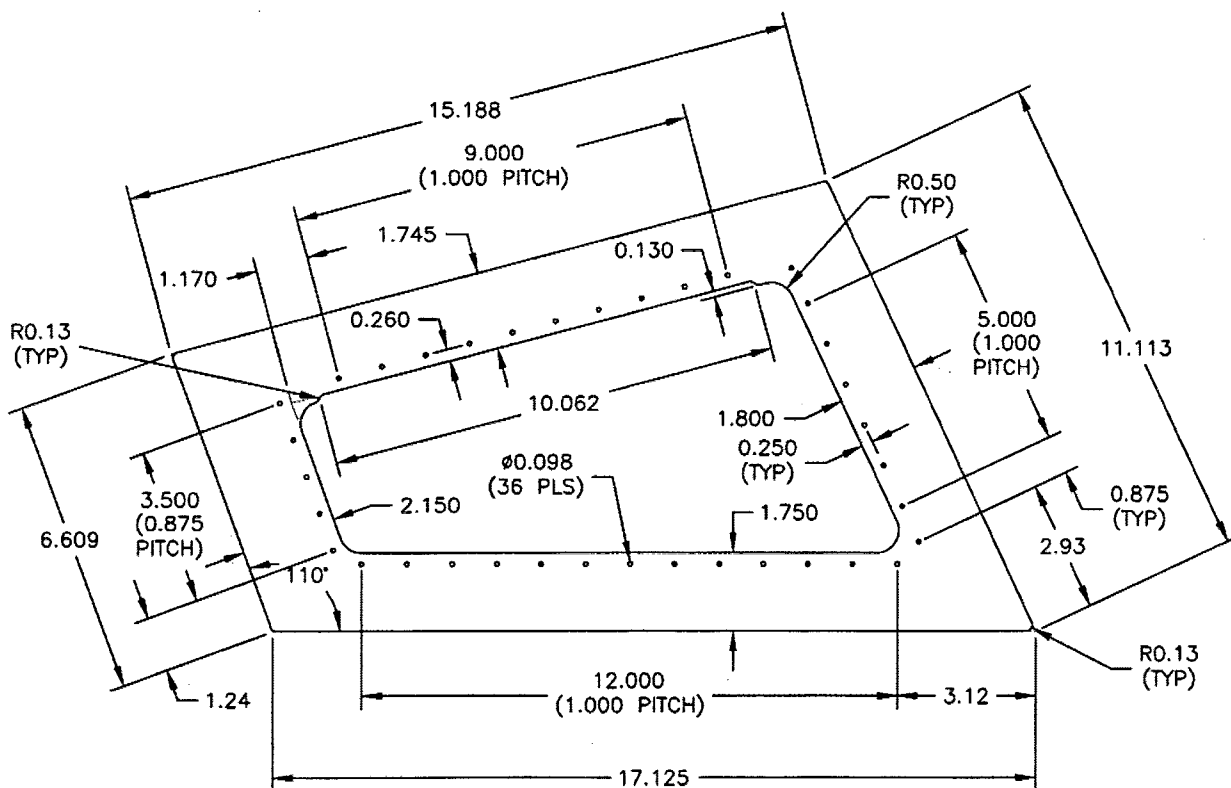 15.188
9.000
(1.000 PITCH)
R0.50
(TYP)
1.745
0.130
1.170
0.260
R0.13
(TYP)
5.000
(1.000
PITCH)
11.113
10.062
1.800
0.250
(TYP)
ø0.098
(36 PLS)
3.500
(0.875
PITCH)
2.150
1.750
0.875
(TYP)
6.609
2.93
110°
R0.13
(TYP)
1.24
12.000
(1.000 PITCH)
3.12
17.125